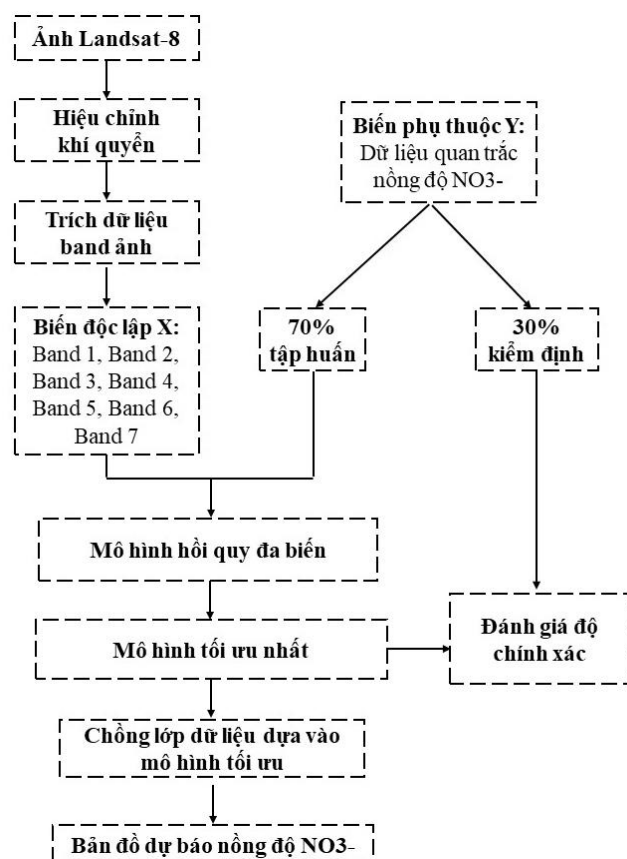 Ảnh Landsat-8
Hiệu chỉnh
khí quyển
Biến phụ thuộc Y:
Dữ liệu quan trắc
nồng độ NO3-
Trích dữ liệu
band ảnh
Biến độc lập X:
Band 1, Band 2,
Band 3, Band 4,
Band 5, Band 6,
Band 7
70%
tập huấn
30%
kiểm định
Mô hình hồi quy đa biến
Mô hình tối ưu nhất
Đánh giá độ
chính xác
Chồng lớp dữ liệu dựa vào
mô hình tối ưu
Bản đồ dự báo nồng độ NO3-